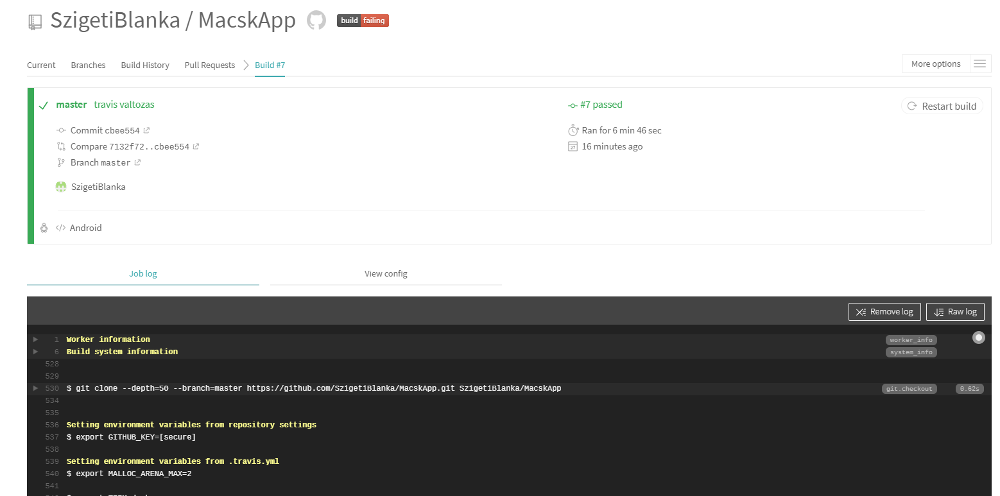 SzigetiBlanka / MacskApp build failing
Current Branches Build History Pull Requests Build #7 More options
master travis valtozas #7 passed Restart build
Commit cbee554 Ran for 6 min 46 sec
Compare 7132f72..cbee554 16 minutes ago
27
Branch master
SzigetiBlanka
</> Android
Job log View config
Remove log Raw log
1 Worker information worker_info
6 Build system information system_info
528
529
530 $ git clone --depth=50 --branch=master https://github.com/SzigetiBlanka/MacskApp.git SzigetiBlanka/MacskApp git.checkout 0.62s
534
535
536 Setting environment variables from repository settings
537 $ export GITHUB_KEY=[secure]
538
539 Setting environment variables from .travis.yml
540 $ export MALLOC_ARENA_MAX=2
541